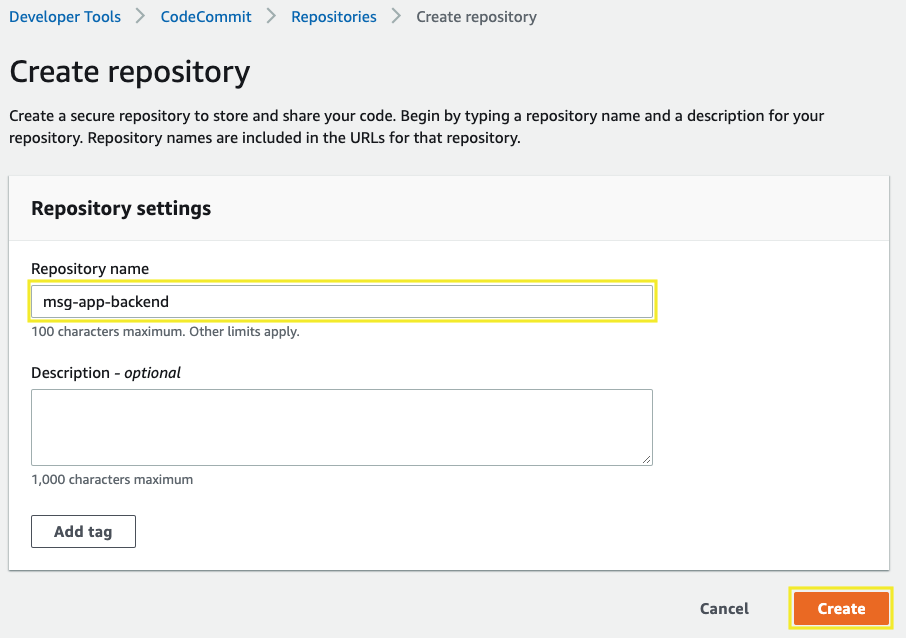 Developer Tools > CodeCommit > Repositories > Create repository
Create repository
Create a secure repository to store and share your code. Begin by typing a repository name and a description for your
repository. Repository names are included in the URLs for that repository.
Repository settings
Repository name
msg-app-backend
100 characters maximum. Other limits apply.
Description - optional
1,000 characters maximum
Add tag
Cancel Create